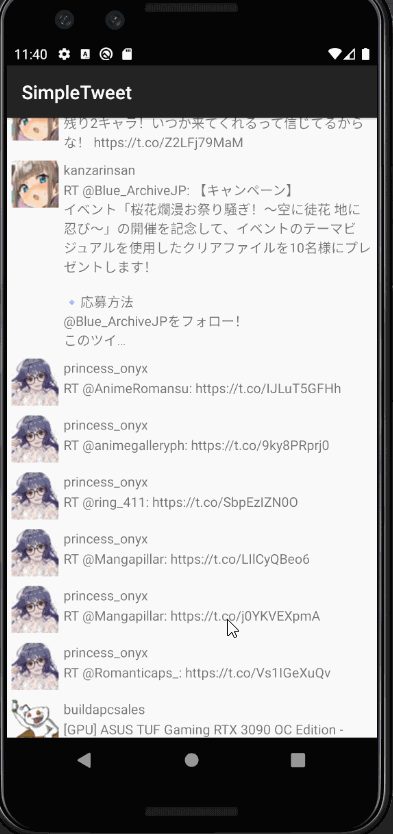 11:40
SimpleTweet
残り2キャラ！いつか来てくれるって信じてるから
な！ https://t.co/Z2LFj79MaM
kanzarinsan
RT @Blue_ArchiveJP: 【キャンペーン】
イベント「桜花爛漫お祭り騒ぎ！～空に徒花 地に
忍び～」の開催を記念して、イベントのテーマビ
ジュアルを使用したクリアファイルを10名様にプレ
ゼントします！
🔹応募方法
@Blue_ArchiveJPをフォロー！
このツイ…
princess_onyx
RT @AnimeRomansu: https://t.co/IJLuT5GFHh
princess_onyx
RT @animegalleryph: https://t.co/9ky8PRprj0
princess_onyx
RT @ring_411: https://t.co/SbpEzIZN0O
princess_onyx
RT @Mangapillar: https://t.co/LIlCyQBeo6
princess_onyx
RT @Mangapillar: https://t.co/j0YKVEXpmA
princess_onyx
RT @Romanticaps_: https://t.co/Vs1IGeXuQv
buildapcsales
[GPU] ASUS TUF Gaming RTX 3090 OC Edition -